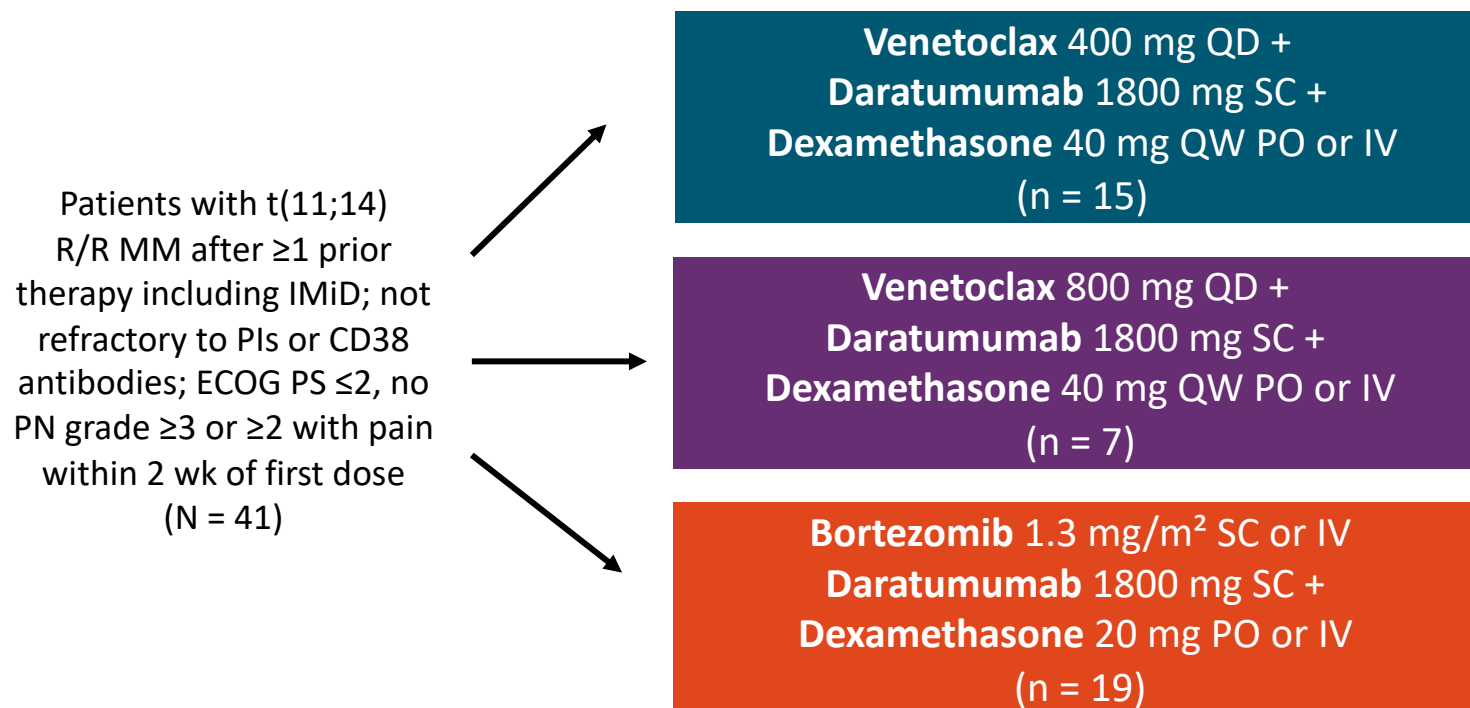 Patients with t(11;14)
R/R MM after ≥1 prior
therapy including IMiD; not
refractory to PIs or CD38
antibodies; ECOG PS ≤2, no
PN grade ≥3 or ≥2 with pain
within 2 wk of first dose
(N = 41)
Venetoclax 400 mg QD +
Daratumumab 1800 mg SC +
Dexamethasone 40 mg QW PO or IV
(n = 15)
Venetoclax 800 mg QD +
Daratumumab 1800 mg SC +
Dexamethasone 40 mg QW PO or IV
(n = 7)
Bortezomib 1.3 mg/m² SC or IV
Daratumumab 1800 mg SC +
Dexamethasone 20 mg PO or IV
(n = 19)